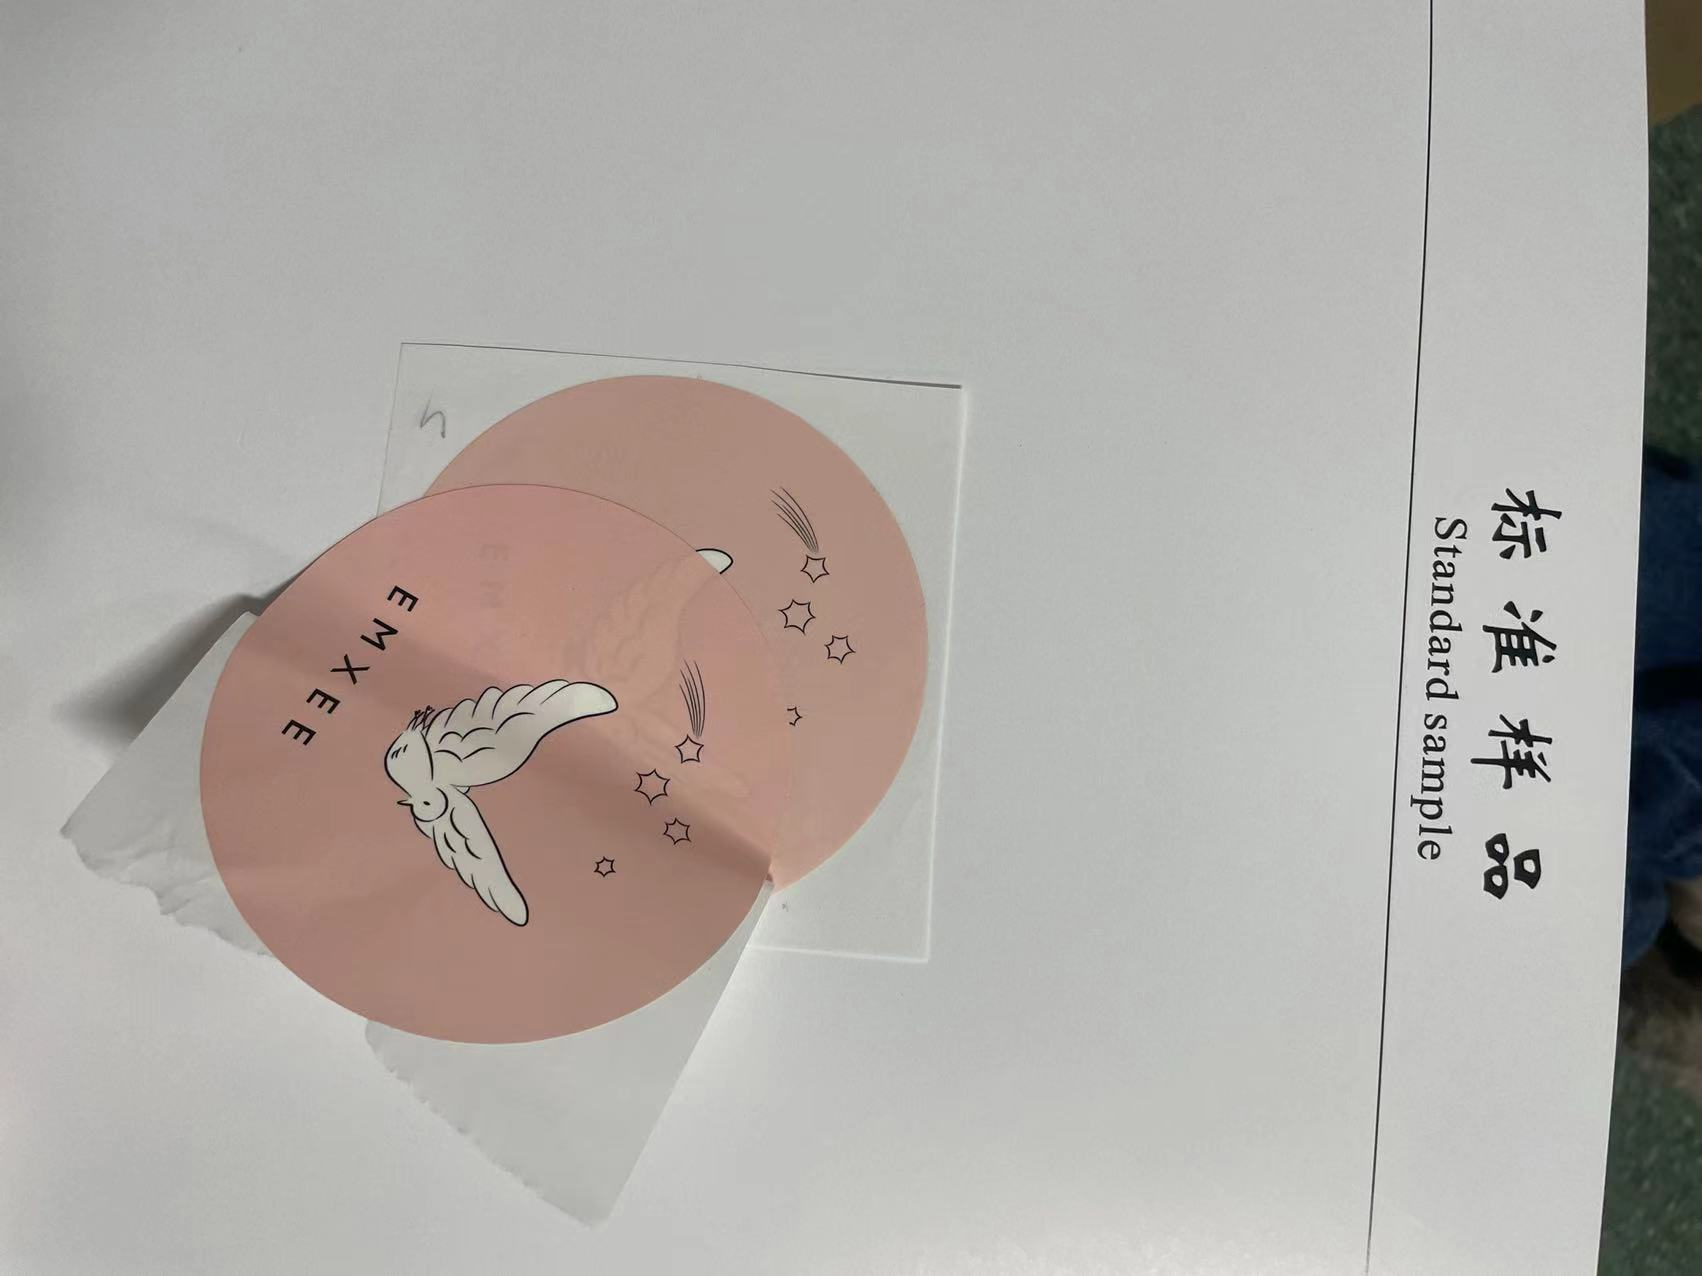 标准样品
Standard sample
EMXEE